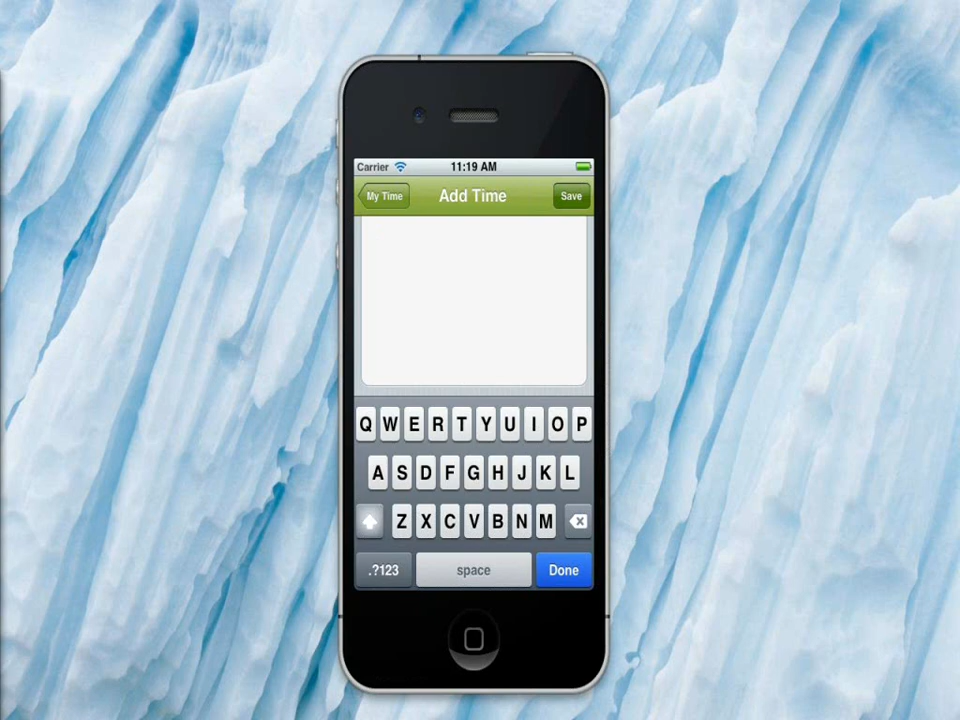 Carrier 11:19 AM
My Time Add Time Save
Q W E R T Y U I O P
A S D F G H J K L
Z X C V B N M
.?123 space Done